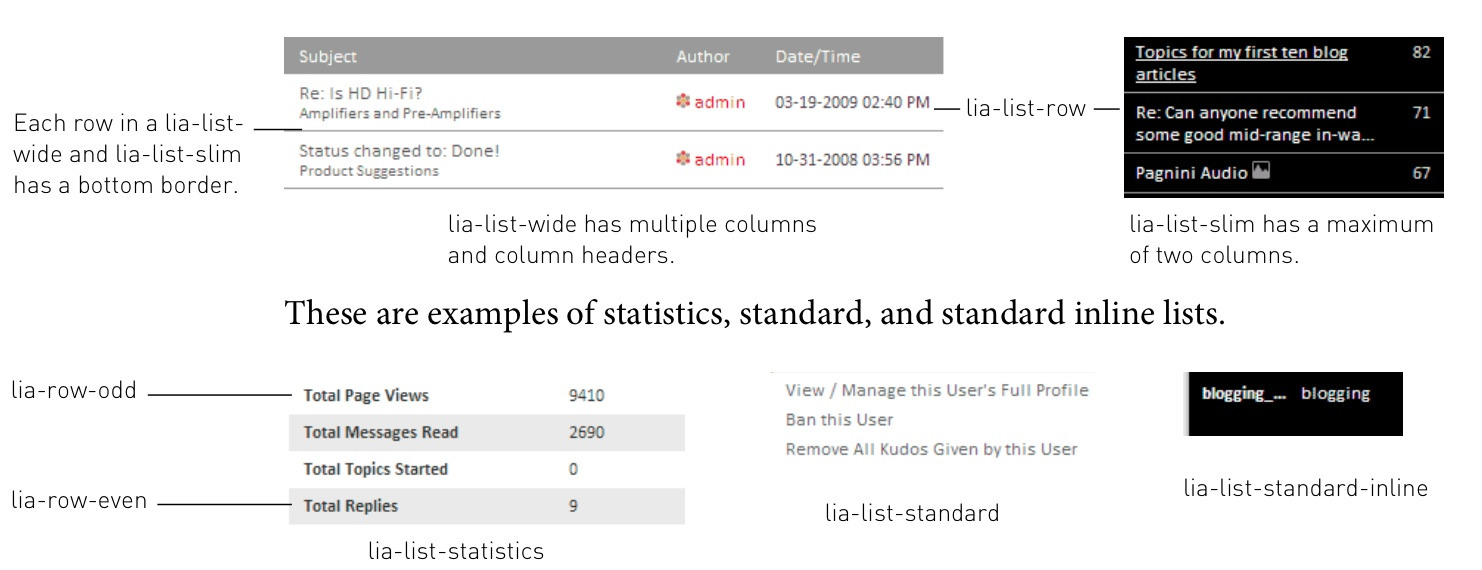 Subject Author Date/Time
Re: Is HD Hi-Fi?
Amplifiers and Pre-Amplifiers
admin 03-19-2009 02:40 PM
Status changed to: Done!
Product Suggestions
admin 10-31-2008 03:56 PM
Each row in a lia-list-
wide and lia-list-slim
has a bottom border.
lia-list-row
Topics for my first ten blog 82
articles
Re: Can anyone recommend 71
some good mid-range in-wa...
Pagnini Audio 67
lia-list-wide has multiple columns
and column headers.
lia-list-slim has a maximum
of two columns.
These are examples of statistics, standard, and standard inline lists.
lia-row-odd
Total Page Views 9410
Total Messages Read 2690
Total Topics Started 0
lia-row-even
Total Replies 9
lia-list-statistics
View / Manage this User's Full Profile
Ban this User
Remove All Kudos Given by this User
lia-list-standard
blogging_... blogging
lia-list-standard-inline